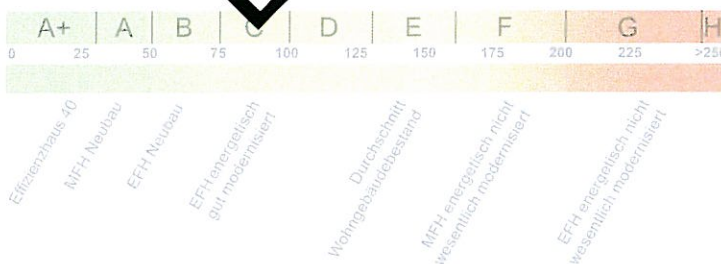 A+ A B C D E F G H
0 25 50 75 100 125 150 175 200 225 >250
Effizienzhaus 40
MFH Neubau
EFH Neubau
EFH energetisch
gut modernisiert
Durchschnitt
Wohngebäudebestand
MFH energetisch nicht
wesentlich modernisiert
EFH energetisch nicht
wesentlich modernisiert